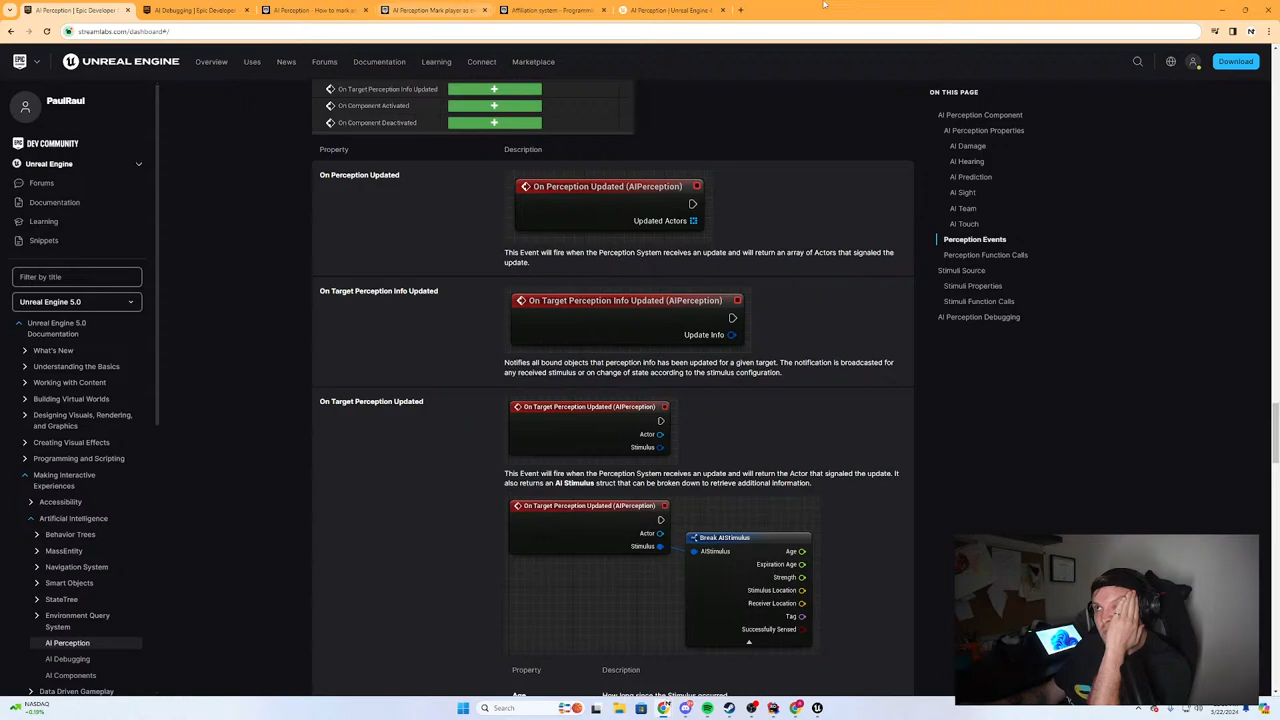 AI Perception | Epic Develope
AI Debugging | Epic Develope
AI Perception - How to mark a
AI Perception Mark player as e
Affiliation system - Programmi
AI Perception | Unreal Engine
streamlabs.com/dashboard#/
UNREAL ENGINE
Overview
Uses
News
Forums
Documentation
Learning
Connect
Marketplace
Download
PaulRaul
DEV COMMUNITY
Unreal Engine
Forums
Documentation
Learning
Snippets
Filter by title
Unreal Engine 5.0
Unreal Engine 5.0
Documentation
What's New
Understanding the Basics
Working with Content
Building Virtual Worlds
Designing Visuals, Rendering,
and Graphics
Creating Visual Effects
Programming and Scripting
Making Interactive
Experiences
Accessibility
Artificial Intelligence
Behavior Trees
MassEntity
Navigation System
Smart Objects
StateTree
Environment Query
System
AI Perception
AI Debugging
AI Components
Data Driven Gameplay
On Target Perception Info Updated
On Component Activated
On Component Deactivated
Property
Description
On Perception Updated
On Perception Updated (AIPerception)
Updated Actors
This Event will fire when the Perception System receives an update and will return an array of Actors that signaled the
update.
On Target Perception Info Updated
On Target Perception Info Updated (AIPerception)
Update Info
Notifies all bound objects that perception info has been updated for a given target. The notification is broadcasted for
any received stimulus or on change of state according to the stimulus configuration.
On Target Perception Updated
On Target Perception Updated (AIPerception)
Actor
Stimulus
This Event will fire when the Perception System receives an update and will return the Actor that signaled the update. It
also returns an AI Stimulus struct that can be broken down to retrieve additional information.
On Target Perception Updated (AIPerception)
Actor
Stimulus
Break AIStimulus
AIStimulus
Age
Expiration Age
Strength
Stimulus Location
Receiver Location
Tag
Successfully Sensed
Property
Description
Age
How long since the Stimulus occurred
ON THIS PAGE
AI Perception Component
AI Perception Properties
AI Damage
AI Hearing
AI Prediction
AI Sight
AI Team
AI Touch
Perception Events
Perception Function Calls
Stimuli Source
Stimuli Properties
Stimuli Function Calls
AI Perception Debugging
NASDAQ
+0.19%
Search
5/22/2024